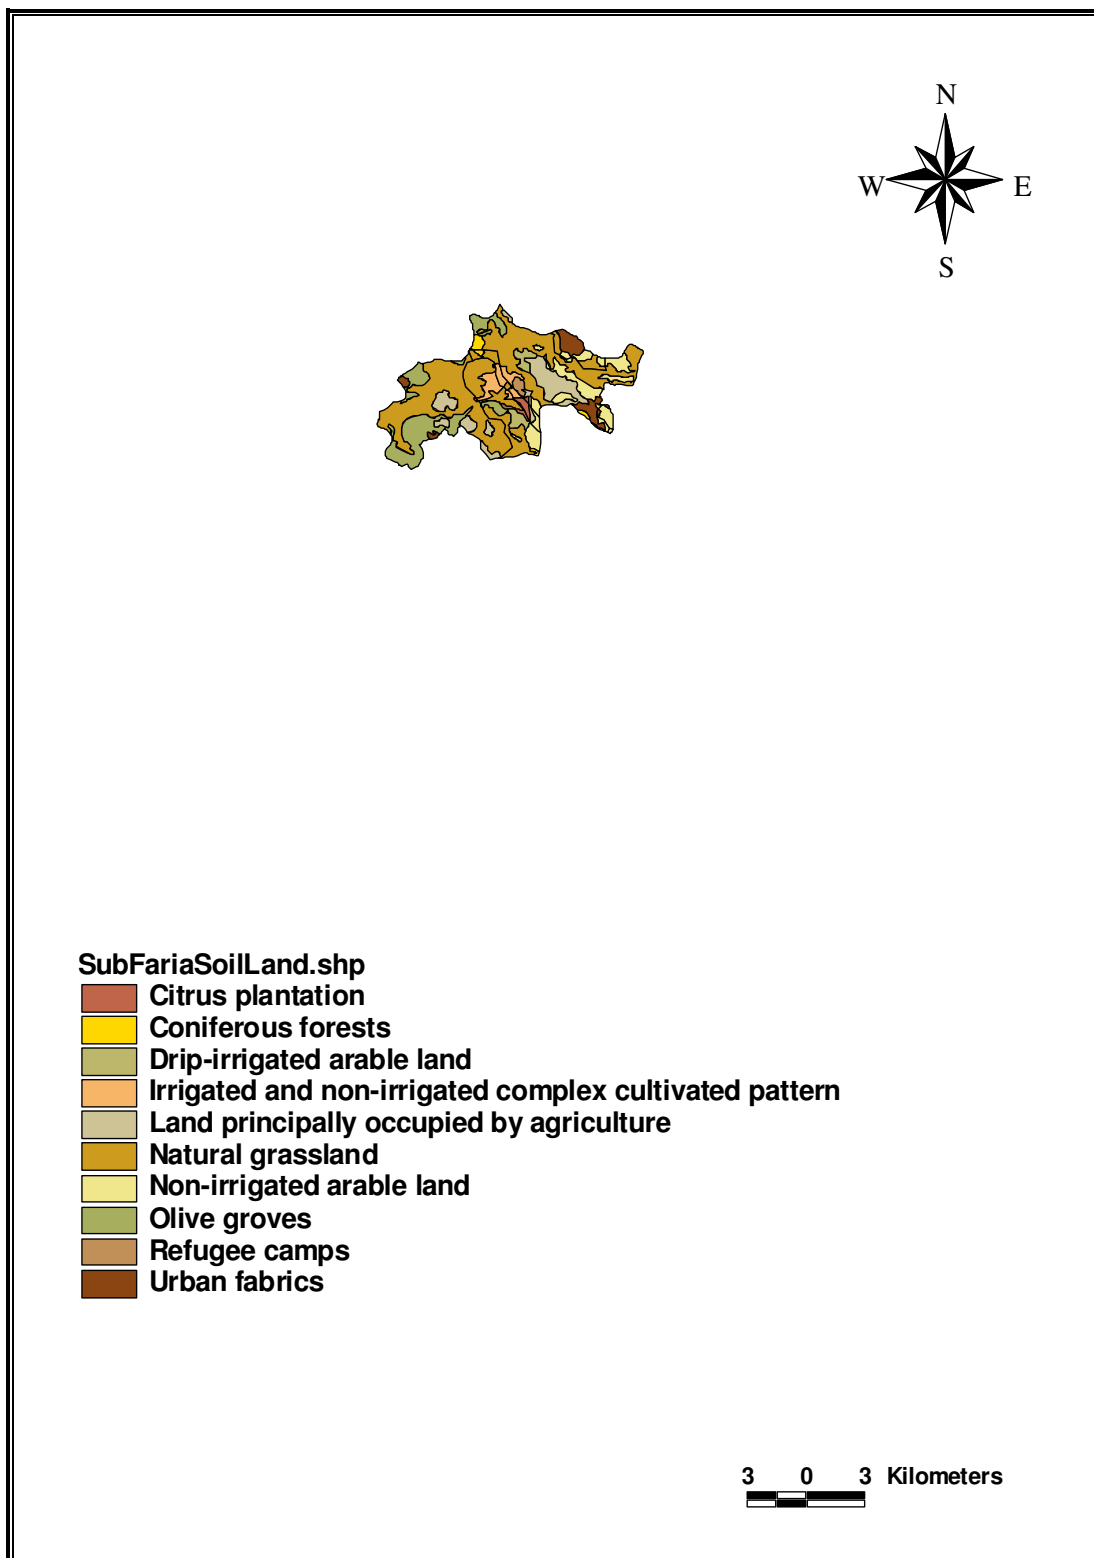 N
W E
S
SubFariaSoilLand.shp
Citrus plantation
Coniferous forests
Drip-irrigated arable land
Irrigated and non-irrigated complex cultivated pattern
Land principally occupied by agriculture
Natural grassland
Non-irrigated arable land
Olive groves
Refugee camps
Urban fabrics
3 0 3 Kilometers